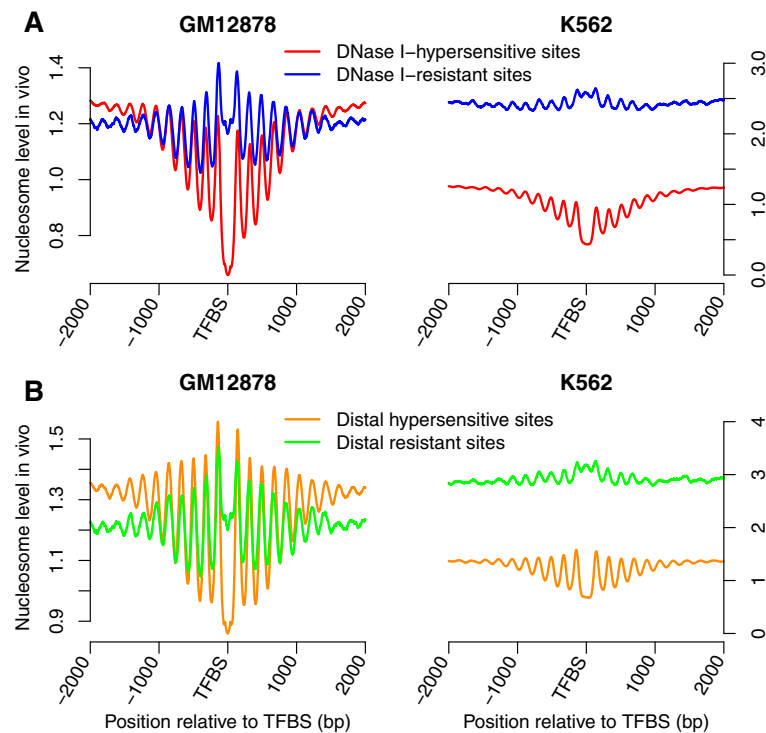 A
GM12878
K562
DNase I−hypersensitive sites
DNase I−resistant sites
Nucleosome level in vivo
1.4
1.2
1.0
0.8
3.0
2.0
1.0
0.0
−2000
−1000
TFBS
1000
2000
−2000
−1000
TFBS
1000
2000
B
GM12878
K562
Distal hypersensitive sites
Distal resistant sites
Nucleosome level in vivo
1.5
1.3
1.1
0.9
4
3
2
1
0
−2000
−1000
TFBS
1000
2000
−2000
−1000
TFBS
1000
2000
Position relative to TFBS (bp)
Position relative to TFBS (bp)